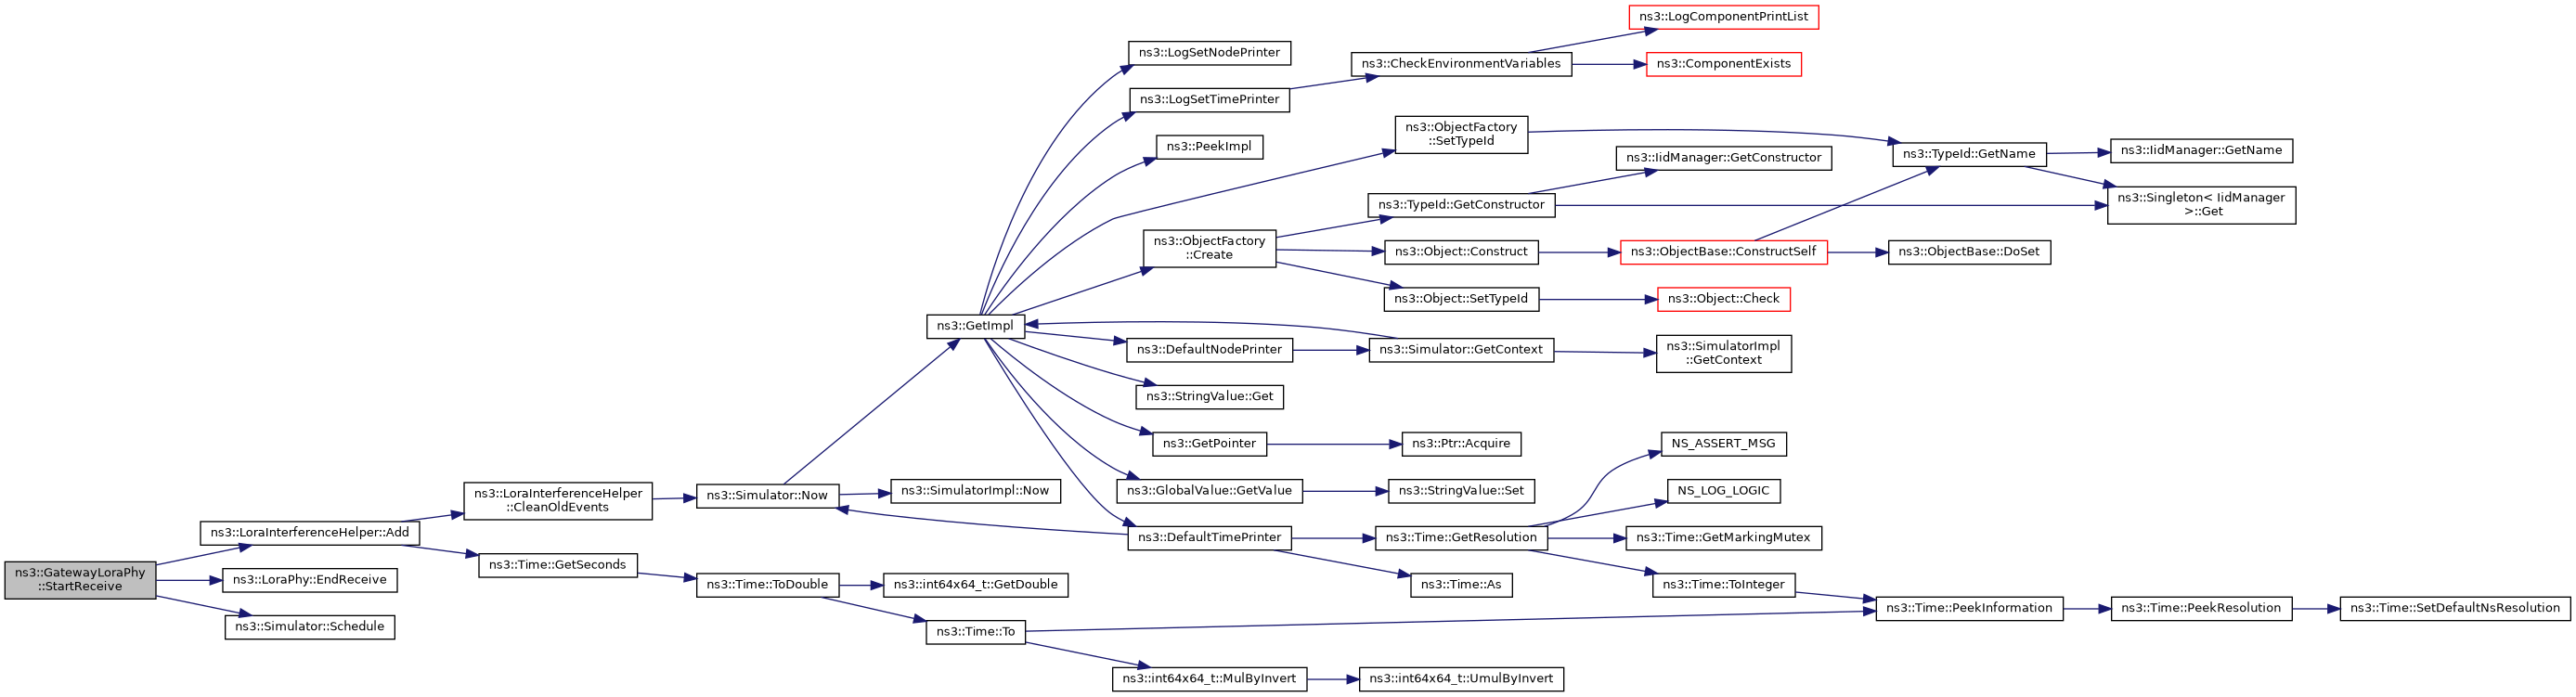 ns3::GatewayLoraPhy
::StartReceive
ns3::LoraInterferenceHelper::Add
ns3::LoraPhy::EndReceive
ns3::Simulator::Schedule
ns3::LoraInterferenceHelper
::CleanOldEvents
ns3::Time::GetSeconds
ns3::Simulator::Now
ns3::Time::ToDouble
ns3::GetImpl
ns3::SimulatorImpl::Now
ns3::int64x64_t::GetDouble
ns3::Time::To
ns3::LogSetNodePrinter
ns3::LogSetTimePrinter
ns3::PeekImpl
ns3::ObjectFactory
::Create
ns3::DefaultNodePrinter
ns3::StringValue::Get
ns3::GetPointer
ns3::GlobalValue::GetValue
ns3::DefaultTimePrinter
ns3::int64x64_t::MulByInvert
ns3::CheckEnvironmentVariables
ns3::ObjectFactory
::SetTypeId
ns3::TypeId::GetConstructor
ns3::Object::Construct
ns3::Object::SetTypeId
ns3::Simulator::GetContext
ns3::Ptr::Acquire
ns3::StringValue::Set
ns3::Time::GetResolution
ns3::Time::As
ns3::int64x64_t::UmulByInvert
ns3::LogComponentPrintList
ns3::ComponentExists
ns3::IidManager::GetConstructor
ns3::ObjectBase::ConstructSelf
ns3::Object::Check
ns3::SimulatorImpl
::GetContext
NS_ASSERT_MSG
NS_LOG_LOGIC
ns3::Time::GetMarkingMutex
ns3::Time::ToInteger
ns3::TypeId::GetName
ns3::ObjectBase::DoSet
ns3::Time::PeekInformation
ns3::IidManager::GetName
ns3::Singleton< IidManager
>::Get
ns3::Time::PeekResolution
ns3::Time::SetDefaultNsResolution